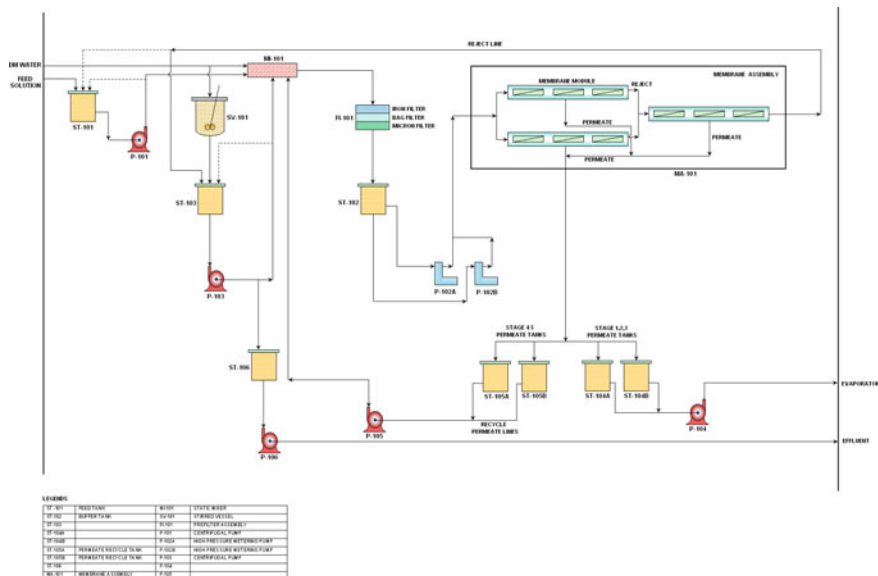 REJECT LINE
DM WATER
FEED
SOLUTION
MI-101
MEMBRANE ASSEMBLY
MEMBRANE MODULE
REJECT
IRON FILTER
BAG FILTER
MICRON FILTER
FI-101
ST-101
P-101
SV-101
PERMEATE
PERMEATE
PERMEATE
MA-101
ST-103
ST-102
P-103
P-102A
P-102B
STAGE 4 5
PERMEATE TANKS
STAGE 1,2,3
PERMEATE TANKS
ST-106
ST-105A
ST-105B
ST-104A
ST-104B
EVAPORATOR
P-105
RECYCLE
PERMEATE LINES
P-104
P-106
EFFLUENT
LEGENDS
ST-101 FEED TANK MI-101 STATIC MIXER
ST-102 BUFFER TANK SV-101 STIRRED VESSEL
ST-103 FI-101 PREFILTER ASSEMBLY
ST-104A P-101 CENTRIFUGAL PUMP
ST-104B P-102A HIGH PRESSURE METERING PUMP
ST-105A PERMEATE RECYCLE TANK P-102B HIGH PRESSURE METERING PUMP
ST-105B PERMEATE RECYCLE TANK P-103 CENTRIFUGAL PUMP
ST-106 P-104
MA-101 MEMBRANE ASSEMBLY P-105